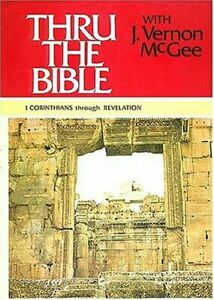 THRU
THE
BIBLE
WITH
J. Vernon
McGee
I CORINTHIANS through REVELATION